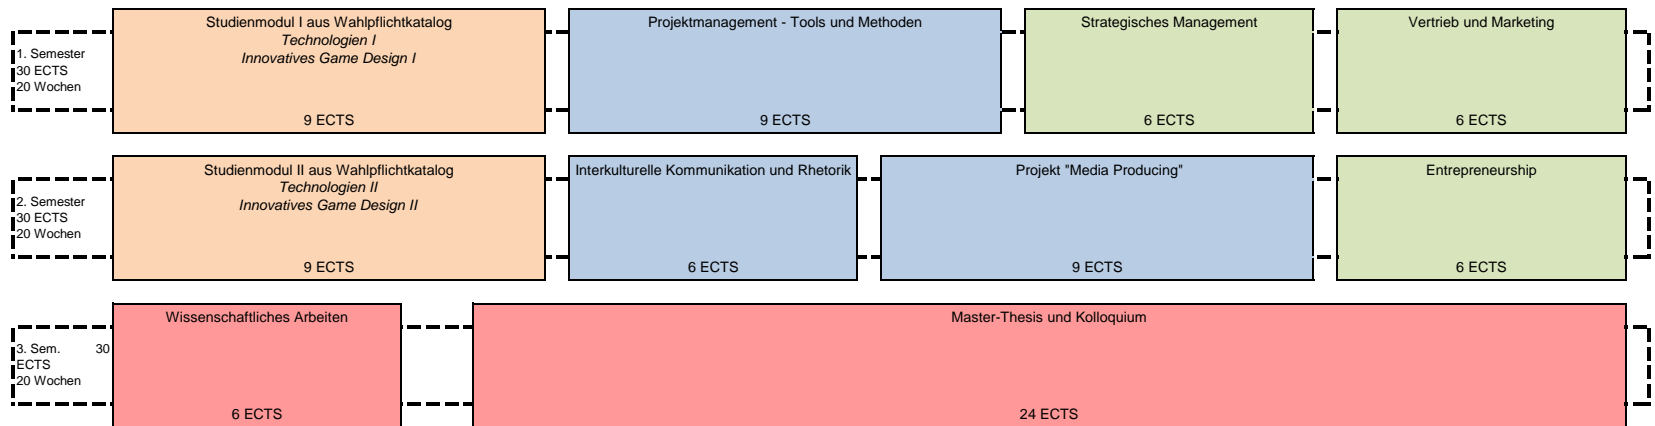 1. Semester
30 ECTS
20 Wochen
Studienmodul I aus Wahlpflichtkatalog
Technologien I
Innovatives Game Design I
9 ECTS
Projektmanagement - Tools und Methoden
9 ECTS
Strategisches Management
6 ECTS
Vertrieb und Marketing
6 ECTS
2. Semester
30 ECTS
20 Wochen
Studienmodul II aus Wahlpflichtkatalog
Technologien II
Innovatives Game Design II
9 ECTS
Interkulturelle Kommunikation und Rhetorik
6 ECTS
Projekt "Media Producing"
9 ECTS
Entrepreneurship
6 ECTS
3. Sem. 30
ECTS
20 Wochen
Wissenschaftliches Arbeiten
6 ECTS
Master-Thesis und Kolloquium
24 ECTS